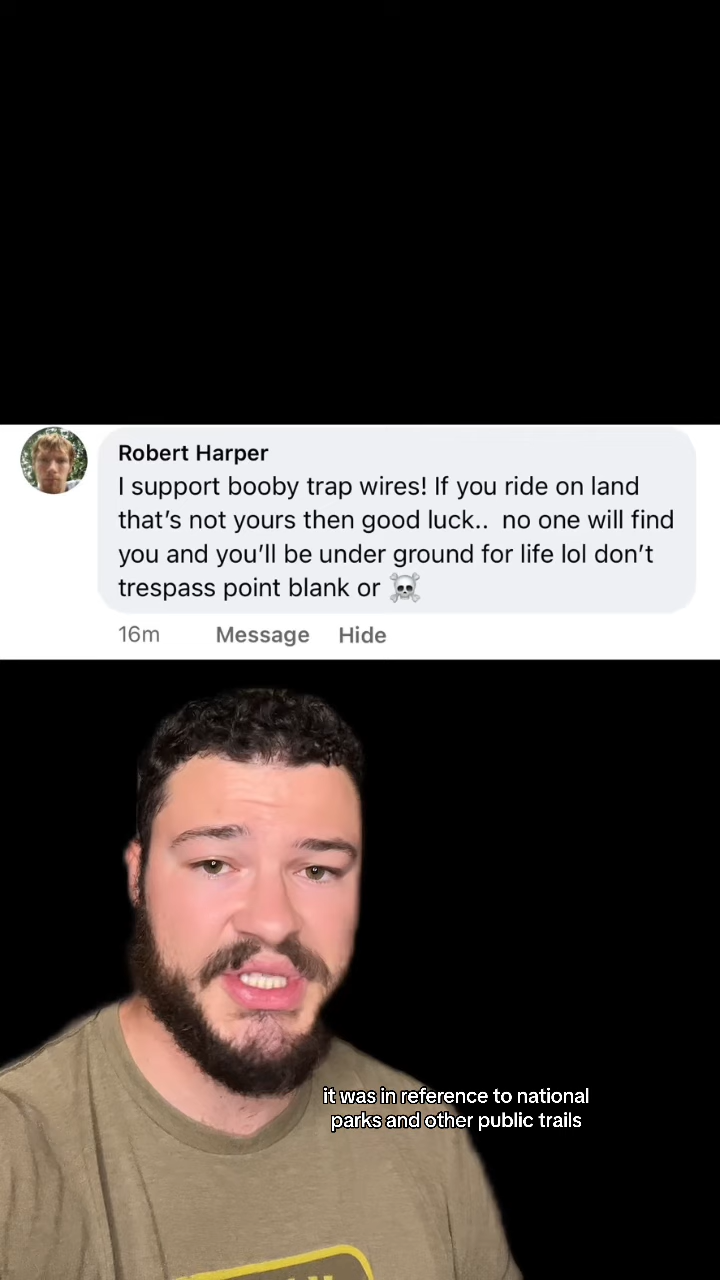 Robert Harper
I support booby trap wires! If you ride on land
that’s not yours then good luck.. no one will find
you and you’ll be under ground for life lol don’t
trespass point blank or ☠️
16m Message Hide
it was in reference to national
parks and other public trails